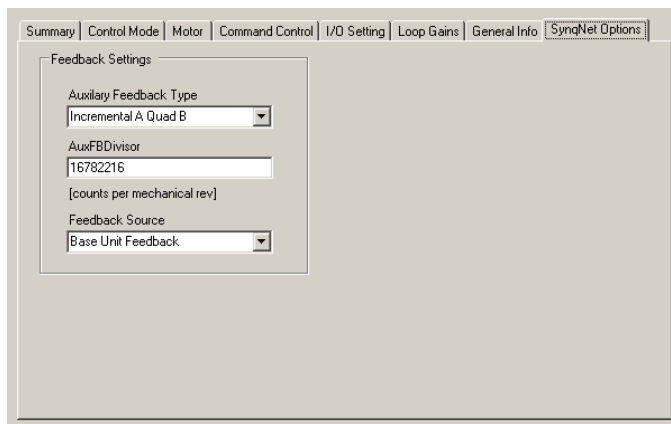 Summary Control Mode Motor Command Control I/O Setting Loop Gains General Info SynqNet Options
Feedback Settings
Auxilary Feedback Type
Incremental A Quad B
AuxFBDivisor
16782216
[counts per mechanical rev]
Feedback Source
Base Unit Feedback